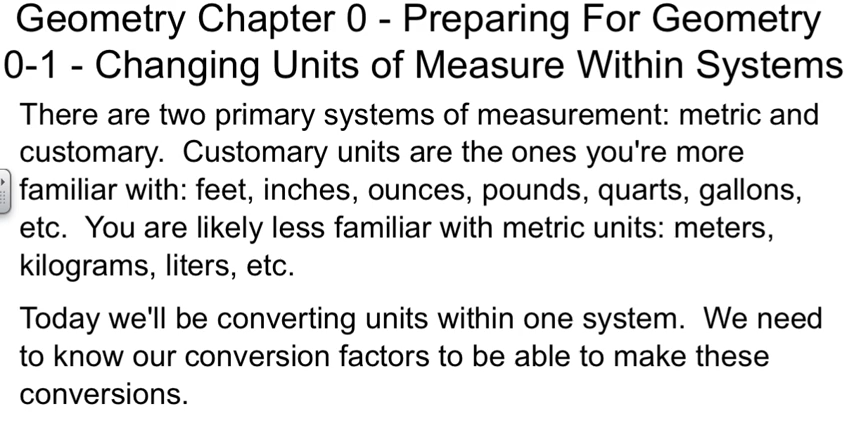 Geometry Chapter 0 - Preparing For Geometry
0-1 - Changing Units of Measure Within Systems
There are two primary systems of measurement: metric and
customary.  Customary units are the ones you're more
familiar with: feet, inches, ounces, pounds, quarts, gallons,
etc.  You are likely less familiar with metric units: meters,
kilograms, liters, etc.
Today we'll be converting units within one system.  We need
to know our conversion factors to be able to make these
conversions.